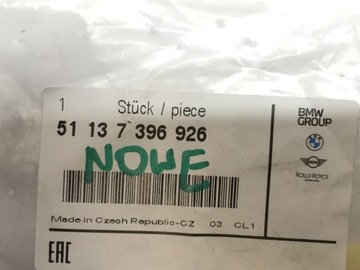 1 Stück / piece
51 13 7 396 926
NOWE
Made in Czech Republic-CZ 03 CL1
EAC
BMW
GROUP
ROLLS-ROYCE